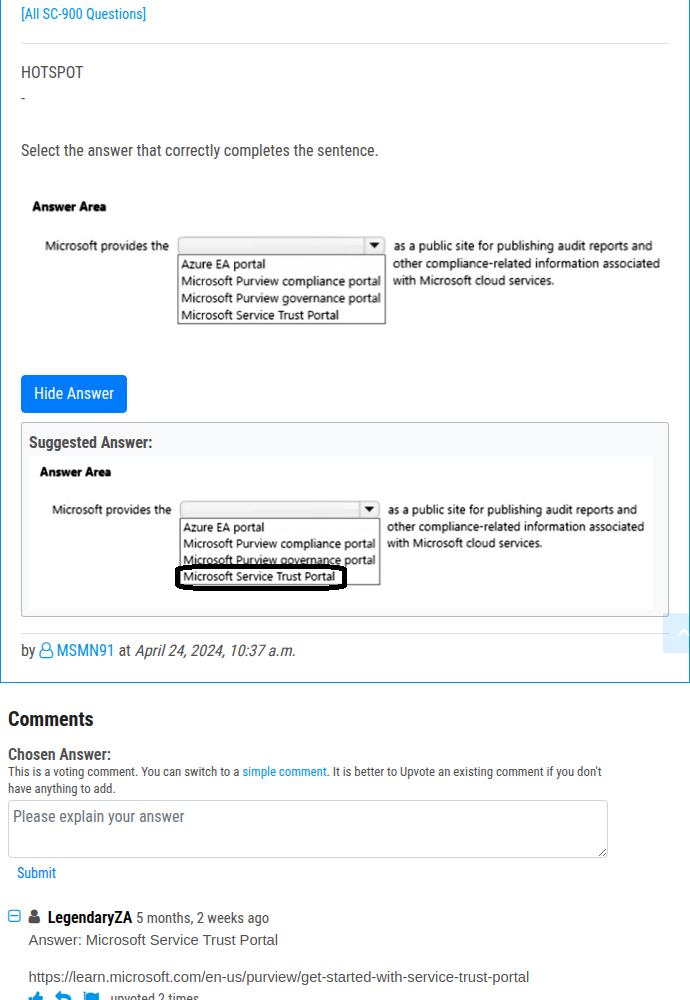 [All SC-900 Questions]
HOTSPOT
-
Select the answer that correctly completes the sentence.
Answer Area
Microsoft provides the
Azure EA portal
Microsoft Purview compliance portal
Microsoft Purview governance portal
Microsoft Service Trust Portal
as a public site for publishing audit reports and
other compliance-related information associated
with Microsoft cloud services.
Hide Answer
Suggested Answer:
Answer Area
Microsoft provides the
Azure EA portal
Microsoft Purview compliance portal
Microsoft Purview governance portal
Microsoft Service Trust Portal
as a public site for publishing audit reports and
other compliance-related information associated
with Microsoft cloud services.
by MSMN91 at April 24, 2024, 10:37 a.m.
Comments
Chosen Answer:
This is a voting comment. You can switch to a simple comment. It is better to Upvote an existing comment if you don't
have anything to add.
Please explain your answer
Submit
LegendaryZA 5 months, 2 weeks ago
Answer: Microsoft Service Trust Portal
https://learn.microsoft.com/en-us/purview/get-started-with-service-trust-portal
upvoted 2 times